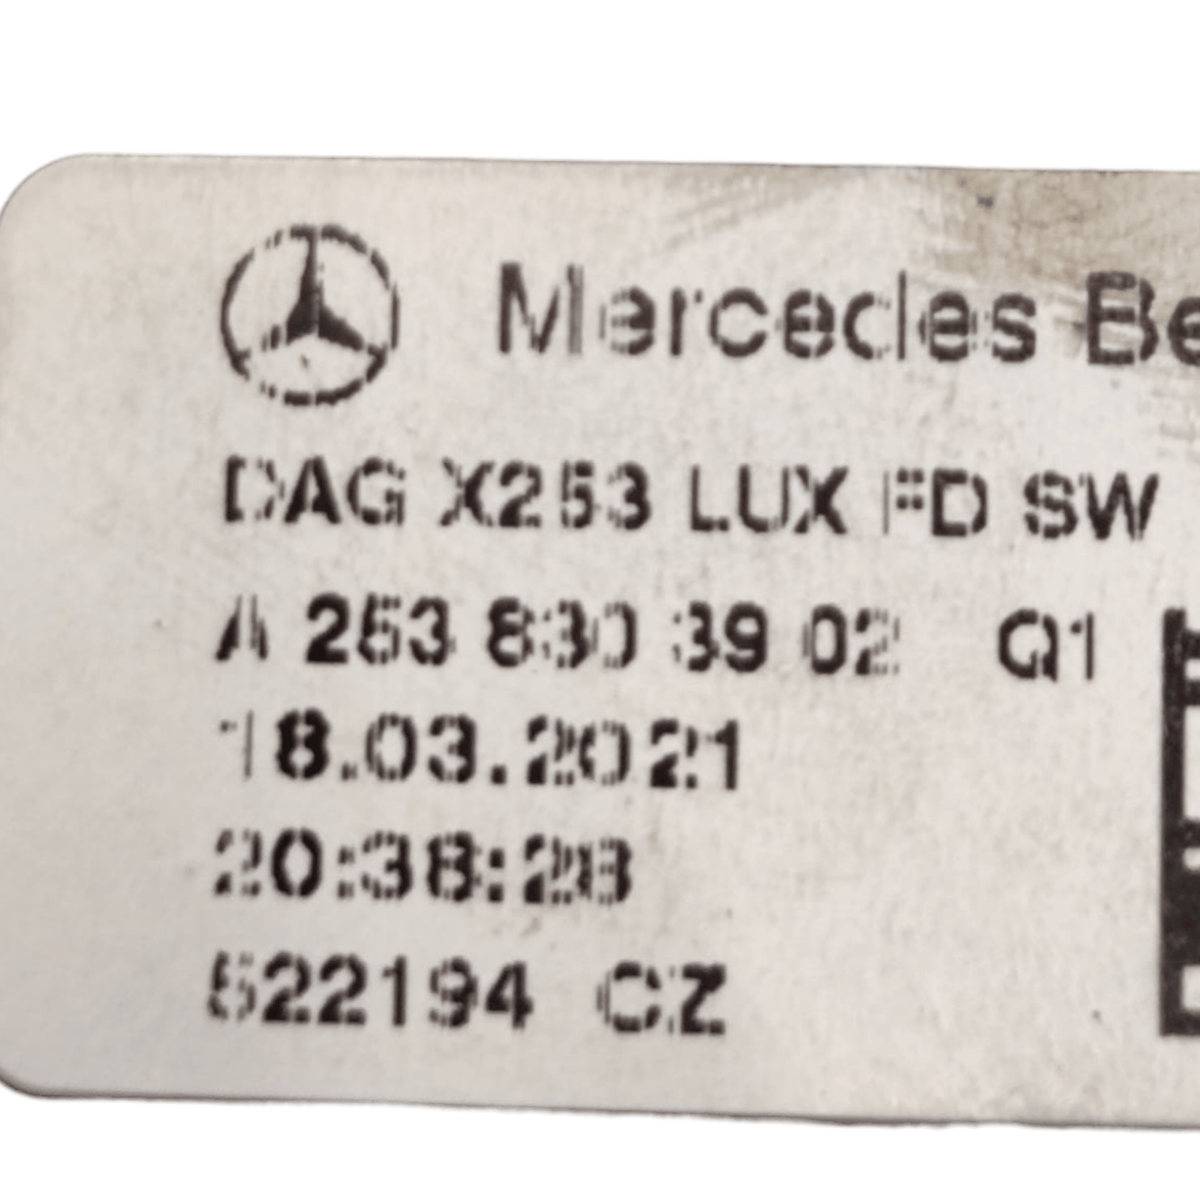 Mercedes Be
DAG X253 LUX FD SW
A 253 830 39 02 Q1
18.03.2021
20:38:28
522194 CZ